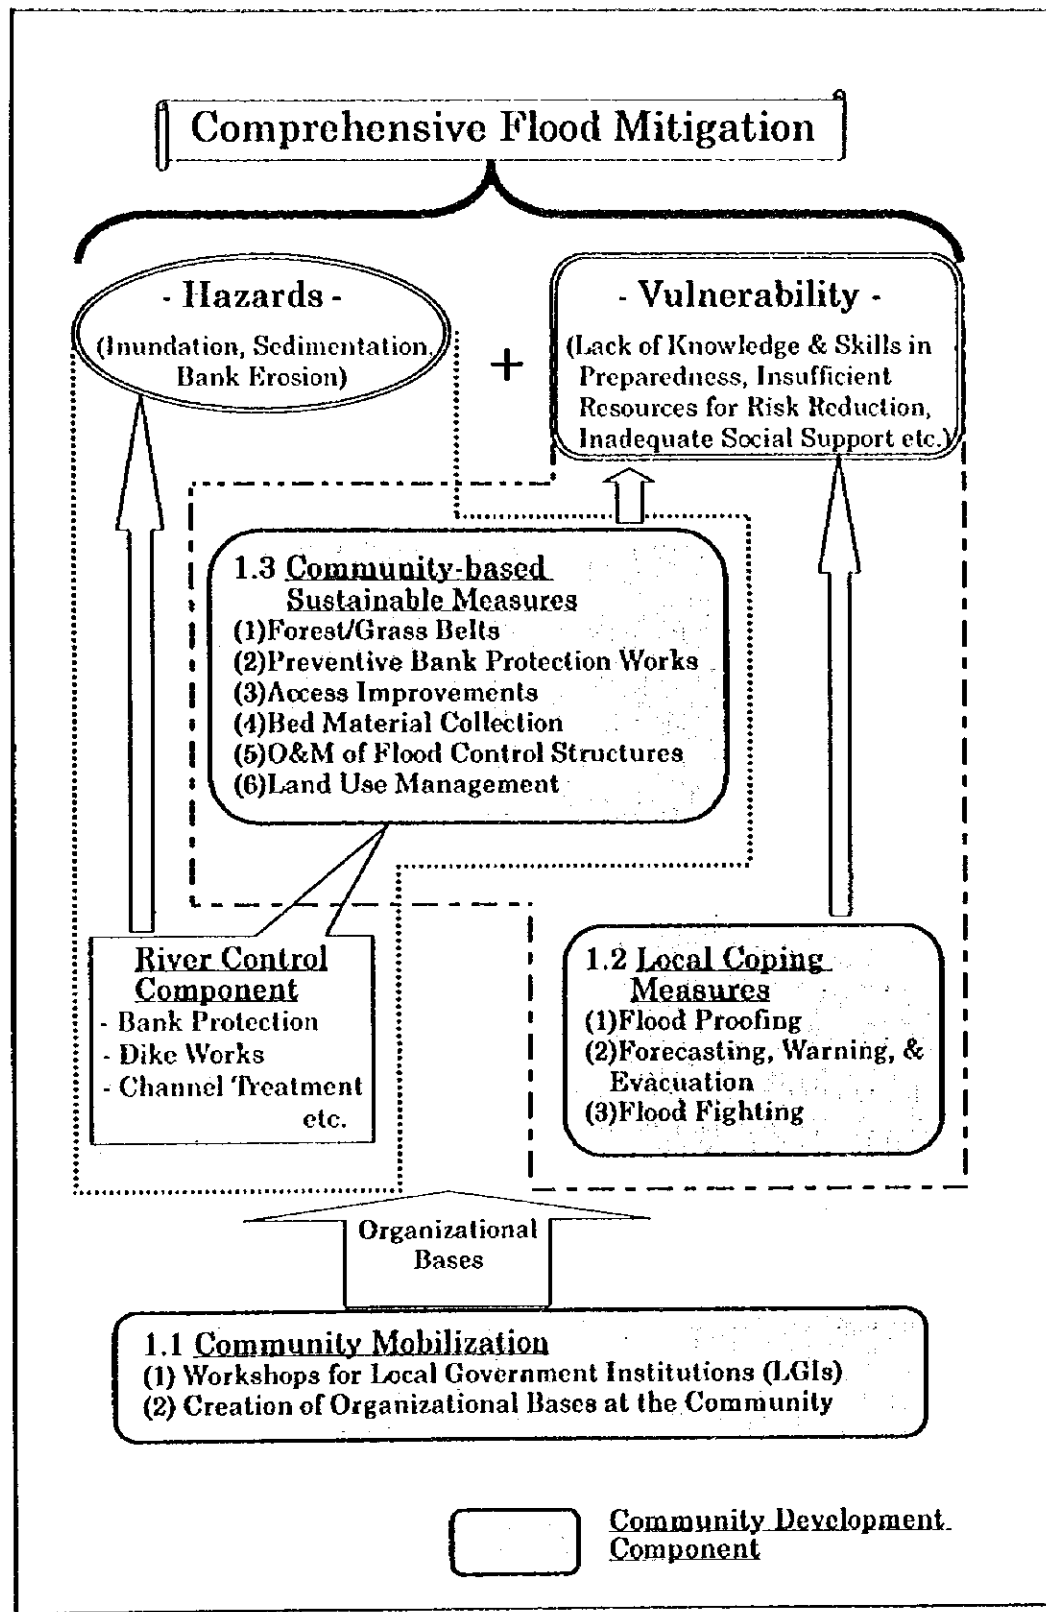 Comprehensive Flood Mitigation
- Hazards -
(Inundation, Sedimentation,
Bank Erosion)
+
- Vulnerability -
(Lack of Knowledge & Skills in
Preparedness, Insufficient
Resources for Risk Reduction,
Inadequate Social Support etc.)
1.3 Community-based
Sustainable Measures
(1)Forest/Grass Belts
(2)Preventive Bank Protection Works
(3)Access Improvements
(4)Bed Material Collection
(5)O&M of Flood Control Structures
(6)Land Use Management
River Control
Component
- Bank Protection
- Dike Works
- Channel Treatment
etc.
1.2 Local Coping
Measures
(1)Flood Proofing
(2)Forecasting, Warning, &
Evacuation
(3)Flood Fighting
Organizational
Bases
1.1 Community Mobilization
(1) Workshops for Local Government Institutions (LGIs)
(2) Creation of Organizational Bases at the Community
Community Development
Component